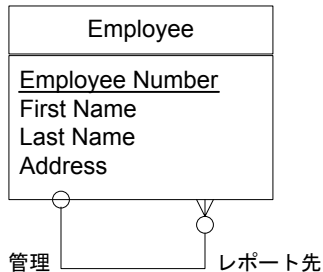 Employee
Employee Number
First Name
Last Name
Address
管理
レポート先